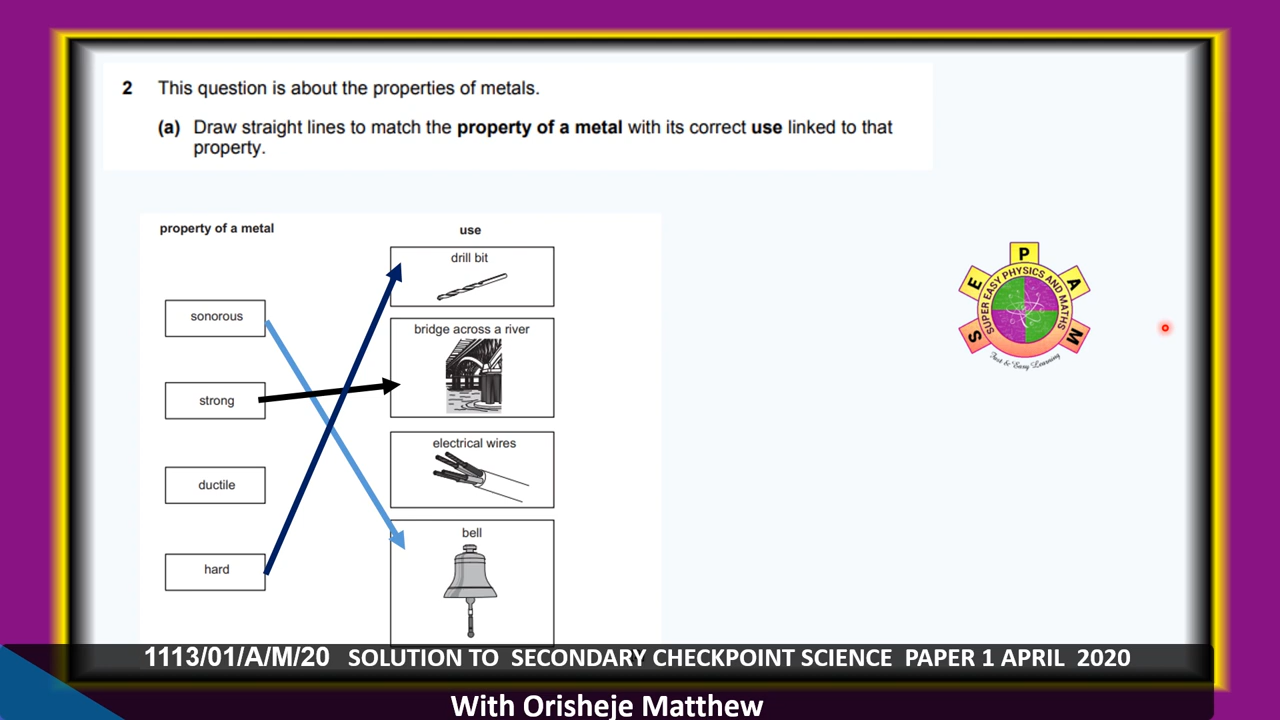 2 This question is about the properties of metals.
(a) Draw straight lines to match the property of a metal with its correct use linked to that
property.
property of a metal
use
drill bit
sonorous
bridge across a river
strong
electrical wires
ductile
bell
hard
S E P A M
SUPER EASY PHYSICS AND MATHS
Fast & Easy Learning
1113/01/A/M/20 SOLUTION TO SECONDARY CHECKPOINT SCIENCE PAPER 1 APRIL 2020
With Orisheje Matthew